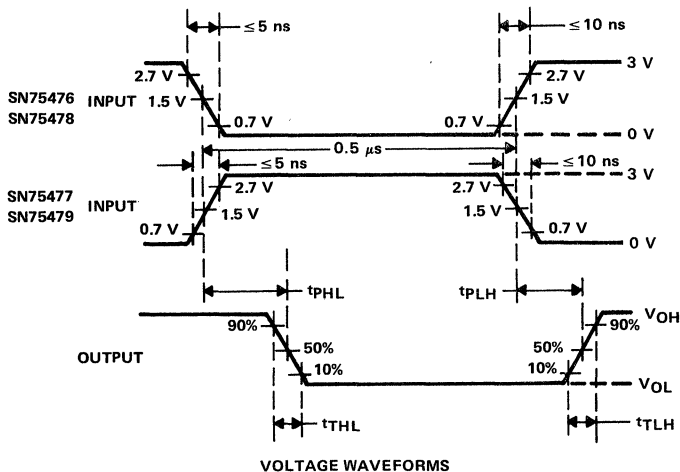 ≤5 ns ≤10 ns
3 V
2.7 V 2.7 V
SN75476 INPUT 1.5 V 1.5 V
SN75478
0.7 V 0.7 V
0 V
0.5 μs
≤5 ns ≤10 ns
3 V
2.7 V 2.7 V
SN75477 INPUT 1.5 V 1.5 V
SN75479
0.7 V 0.7 V
0 V
tPHL tPLH
VOH
90% 90%
50% 50%
OUTPUT
10% 10%
VOL
tTHL tTLH
VOLTAGE WAVEFORMS